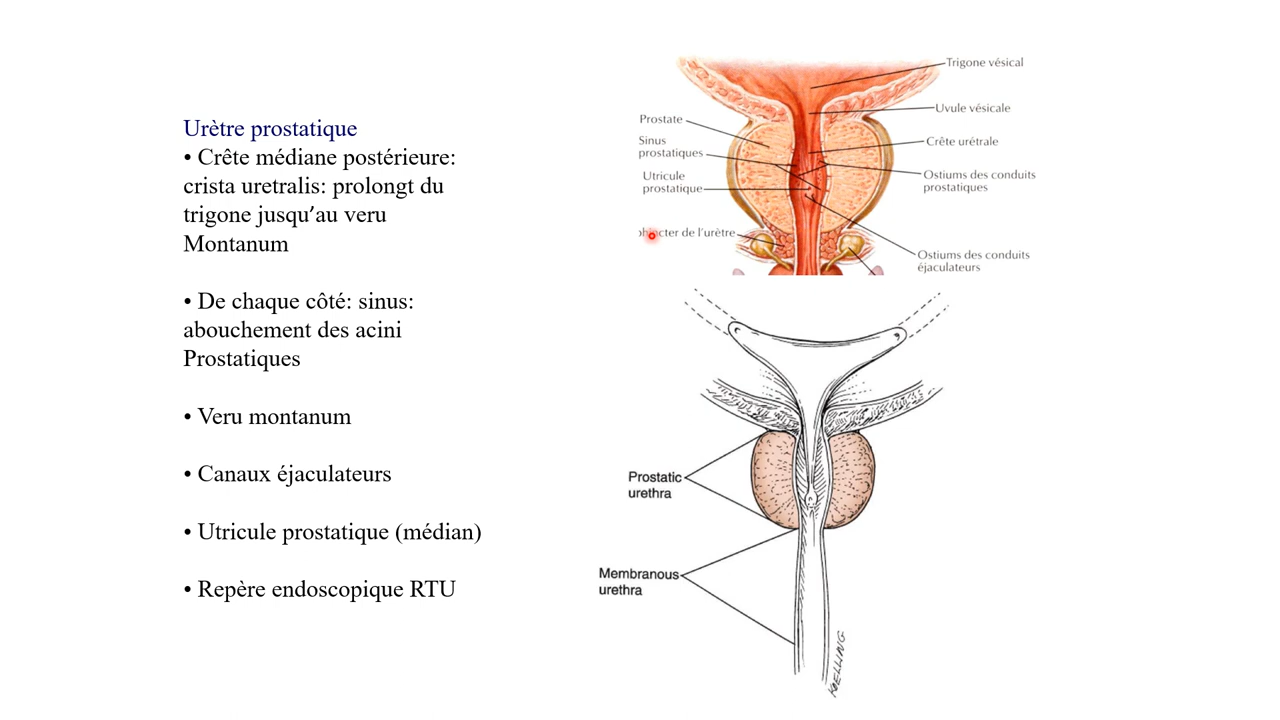 Urètre prostatique
• Crête médiane postérieure:
crista uretralis: prolongt du
trigone jusqu’au veru
Montanum
• De chaque côté: sinus:
abouchement des acini
Prostatiques
• Veru montanum
• Canaux éjaculateurs
• Utricule prostatique (médian)
• Repère endoscopique RTU
Trigone vésical
Uvule vésicale
Prostate
Crête urétrale
Sinus
prostatiques
Utricule
prostatique
Ostiums des conduits
prostatiques
de l’urètre
Ostiums des conduits
éjaculateurs
Prostatic
urethra
Membranous
urethra
KOELLING